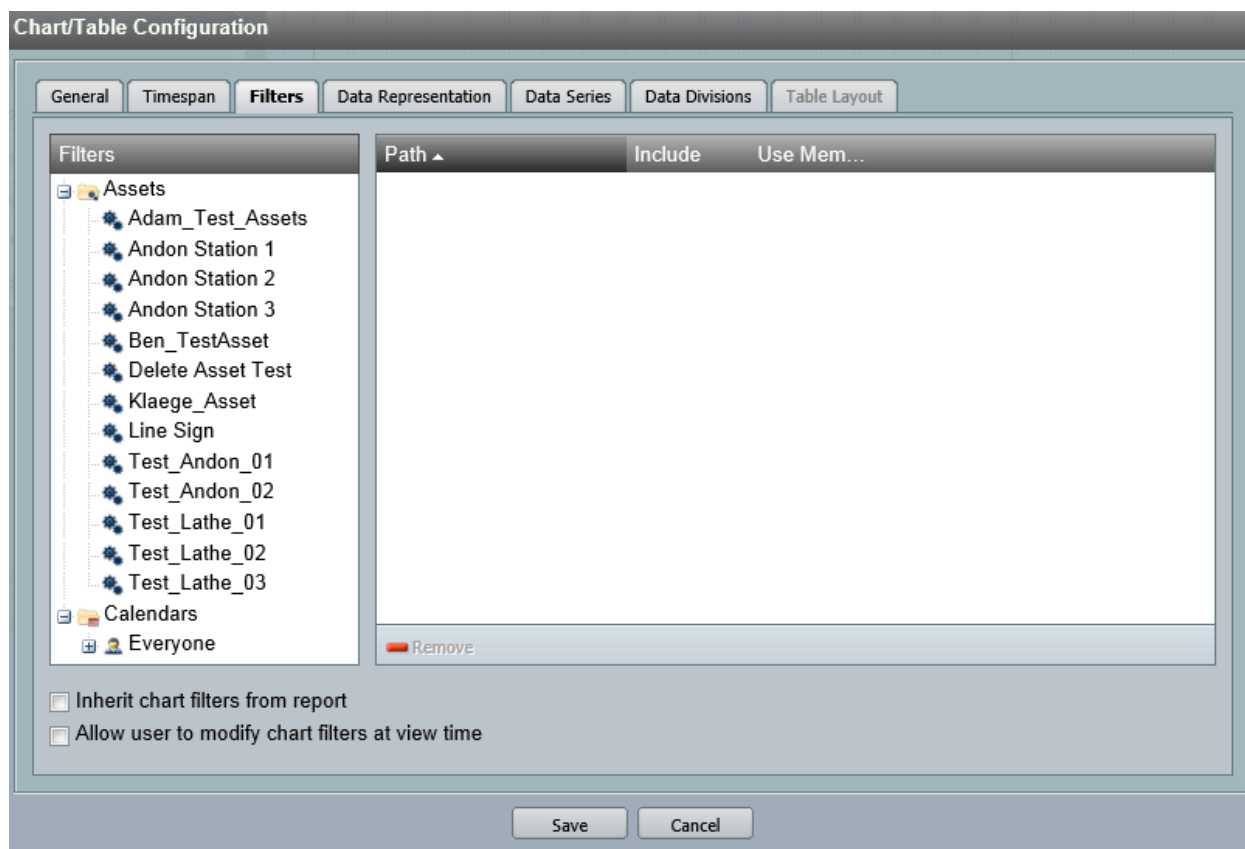 Chart/Table Configuration
General Timespan Filters Data Representation Data Series Data Divisions Table Layout
Filters
Path Include Use Mem...
Assets
Adam_Test_Assets
Andon Station 1
Andon Station 2
Andon Station 3
Ben_TestAsset
Delete Asset Test
Klaege_Asset
Line Sign
Test_Andon_01
Test_Andon_02
Test_Lathe_01
Test_Lathe_02
Test_Lathe_03
Calendars
Everyone
Remove
Inherit chart filters from report
Allow user to modify chart filters at view time
Save Cancel